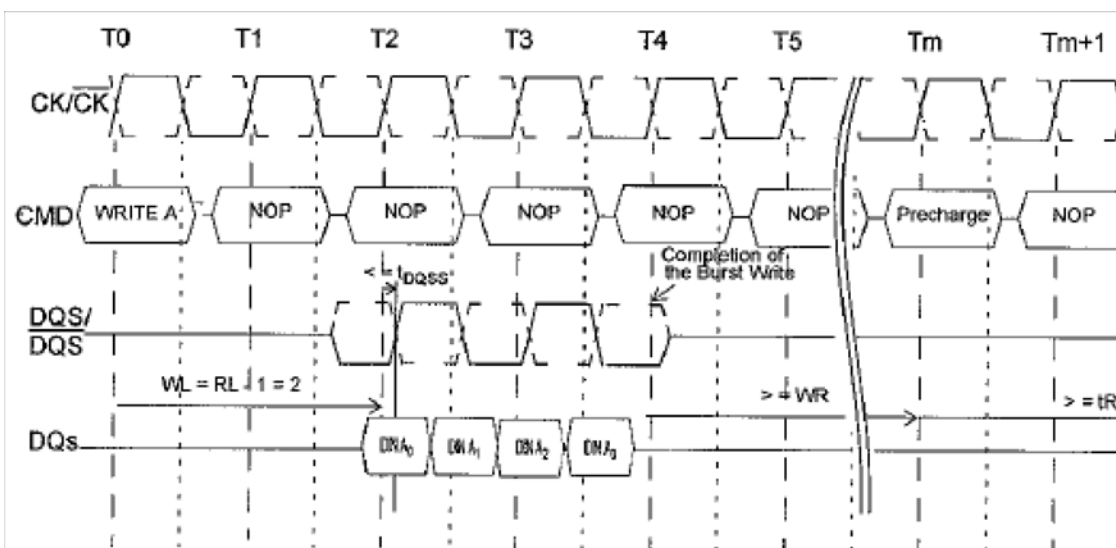 T0 T1 T2 T3 T4 T5 Tm Tm+1
CK/CK
CMD WRITE A NOP NOP NOP NOP NOP Precharge NOP
Completion of
the Burst Write
< = tDQSS
DQS/
DQS
WL = RL - 1 = 2
> = WR
> = tR
DQs DINA0 DINA1 DINA2 DINA3